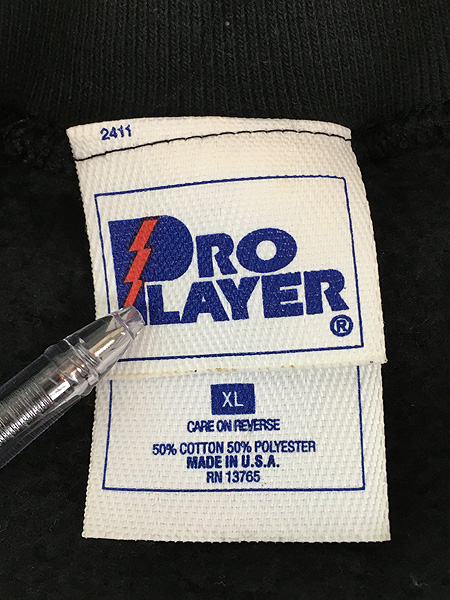 2411
PRO
PLAYER®
XL
CARE ON REVERSE
50% COTTON 50% POLYESTER
MADE IN U.S.A.
RN 13765